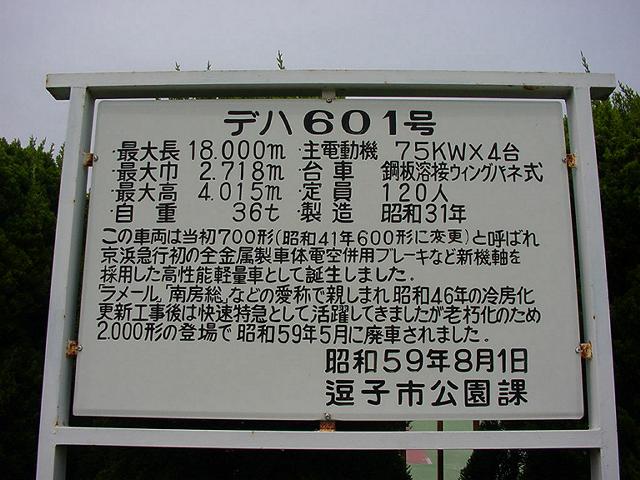 デハ601号
・最大長 18.000m ・主電動機 75KW×4台
・最大巾 2.718m ・台車 鋼板溶接ウィングバネ式
・最大高 4.015m ・定員 120人
・自重 36t ・製造 昭和31年
この車両は当初700形(昭和41年600形に変更)と呼ばれ
京浜急行初の全金属製車体電空併用ブレーキなど新機軸を
採用した高性能軽量車として誕生しました.
「ラメール」「南房総」などの愛称で親しまれ昭和46年の冷房化
更新工事後は快速特急として活躍してきましたが老朽化のため
2.000形の登場で昭和59年5月に廃車されました.
昭和59年8月1日
逗子市公園課